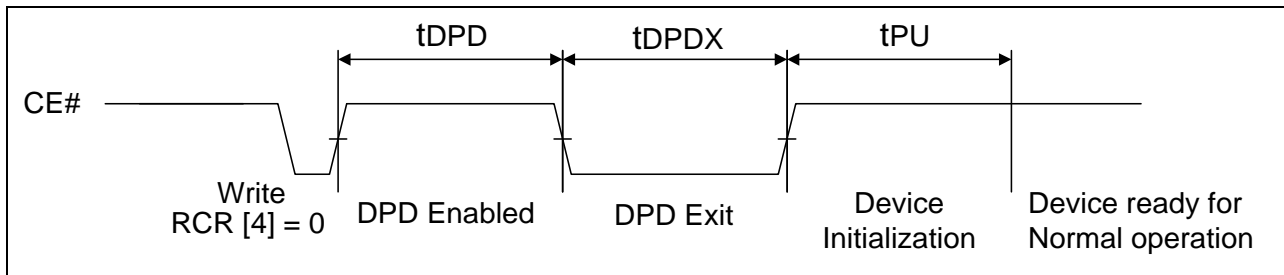 tDPD
tDPDX
tPU
CE#
Write
RCR [4] = 0
DPD Enabled
DPD Exit
Device
Initialization
Device ready for
Normal operation